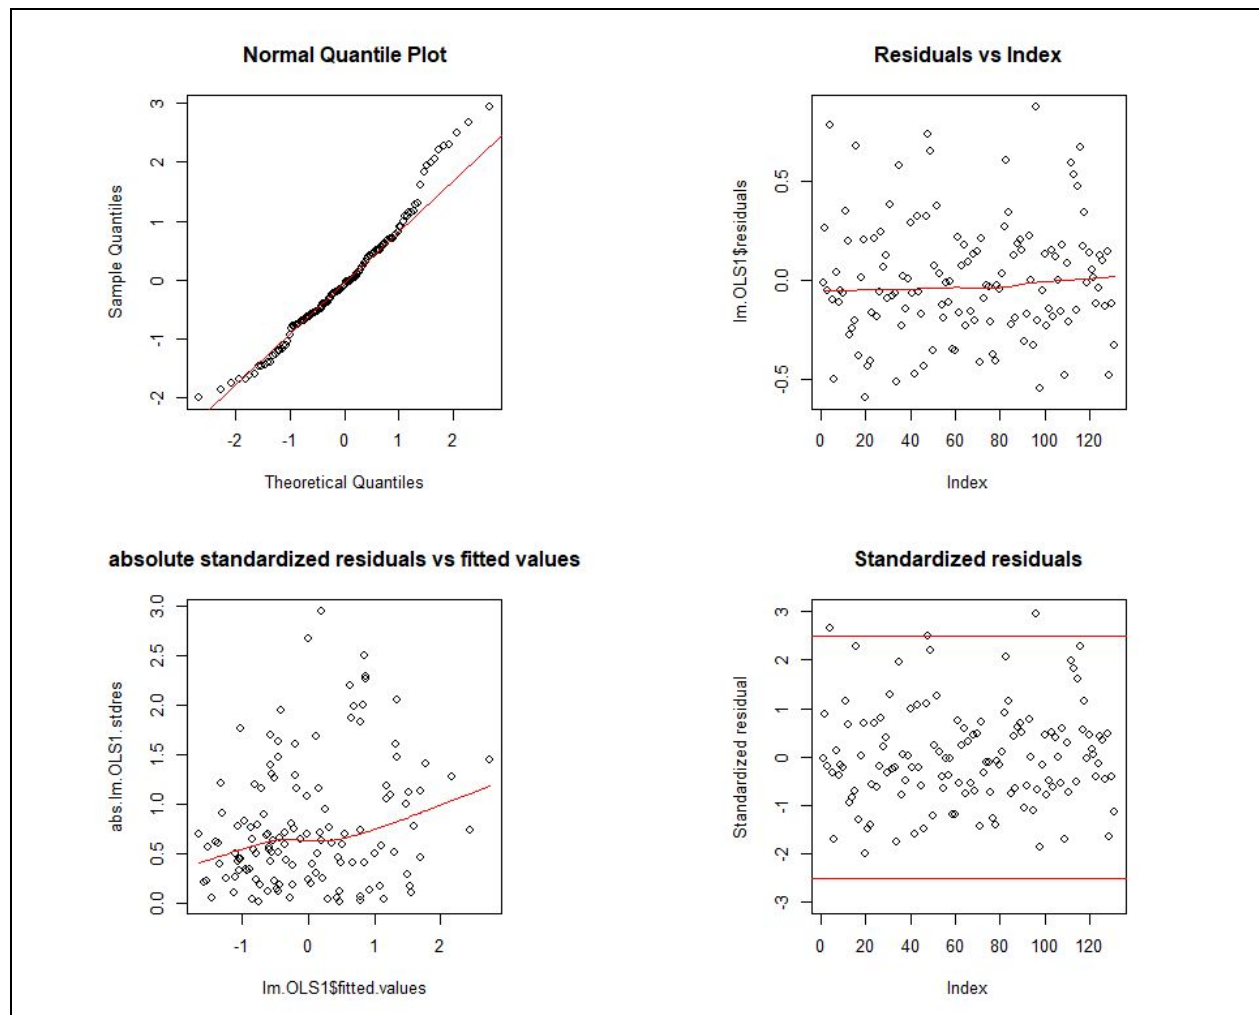 Normal Quantile Plot
Sample Quantiles
3
2
1
0
-1
-2
-2 -1 0 1 2
Theoretical Quantiles
Residuals vs Index
lm.OLS1$residuals
0.5
0.0
-0.5
0 20 40 60 80 100 120
Index
absolute standardized residuals vs fitted values
abs.lm.OLS1.stdres
3.0
2.5
2.0
1.5
1.0
0.5
0.0
-1 0 1 2
lm.OLS1$fitted.values
Standardized residuals
Standardized residual
3
2
1
0
-1
-2
-3
0 20 40 60 80 100 120
Index